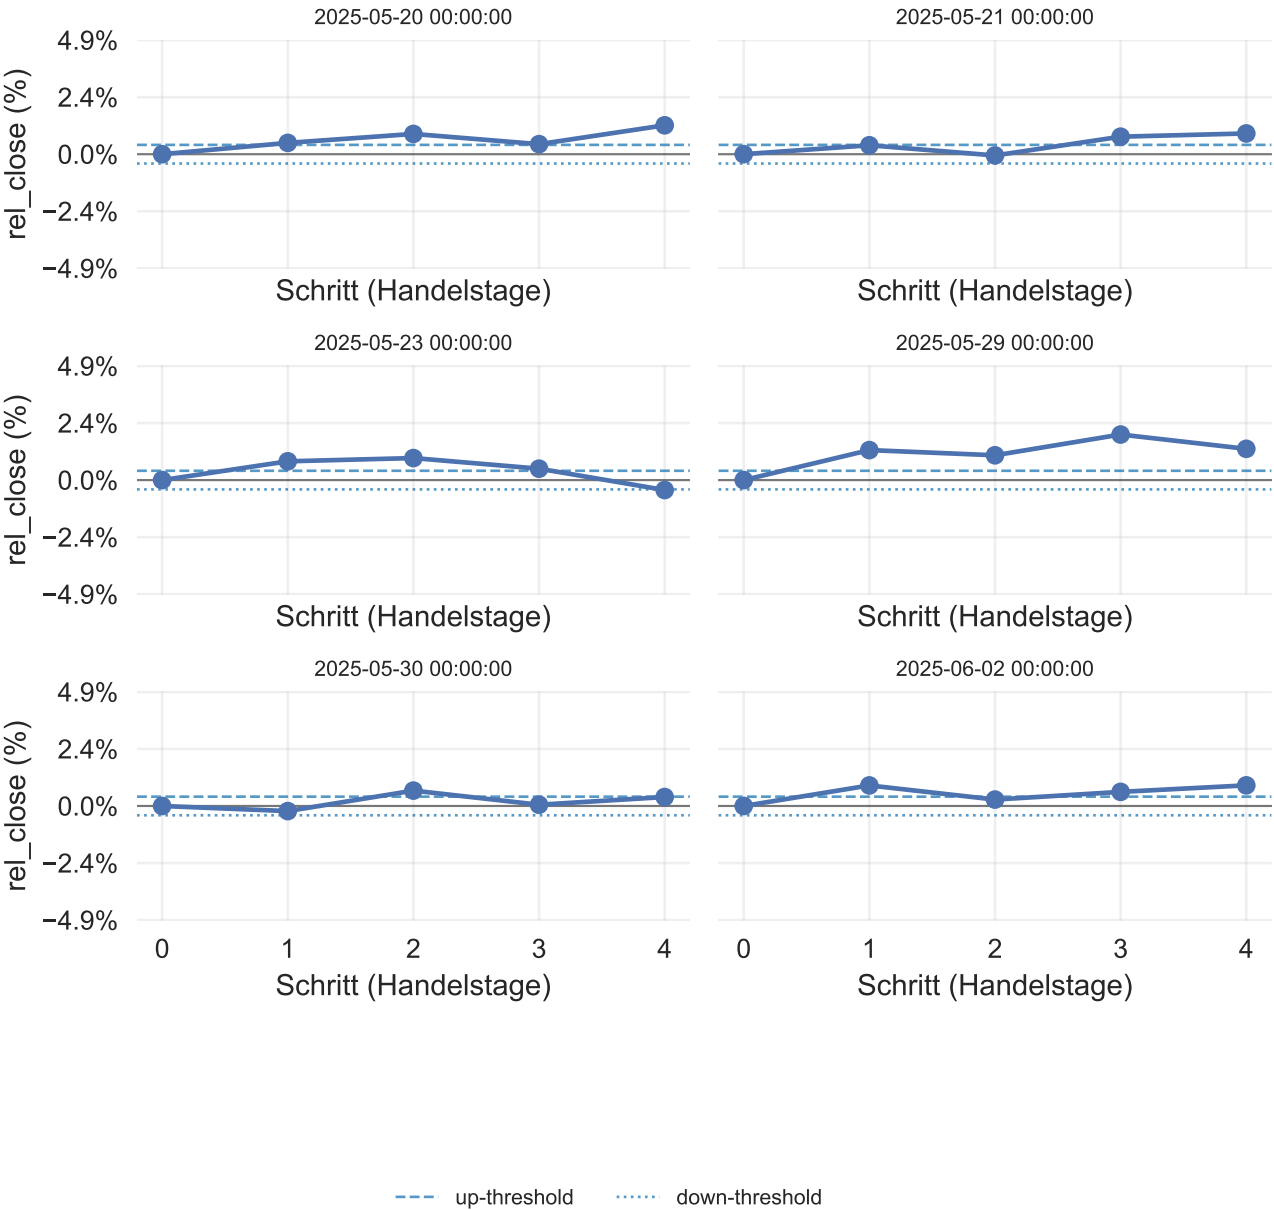 2025-05-20 00:00:00
2025-05-21 00:00:00
4.9%
2.4%
0.0%
−2.4%
−4.9%
rel_close (%)
Schritt (Handelstage)
Schritt (Handelstage)
2025-05-23 00:00:00
2025-05-29 00:00:00
4.9%
2.4%
0.0%
−2.4%
−4.9%
rel_close (%)
Schritt (Handelstage)
Schritt (Handelstage)
2025-05-30 00:00:00
2025-06-02 00:00:00
4.9%
2.4%
0.0%
−2.4%
−4.9%
rel_close (%)
0 1 2 3 4
0 1 2 3 4
Schritt (Handelstage)
Schritt (Handelstage)
up-threshold
down-threshold